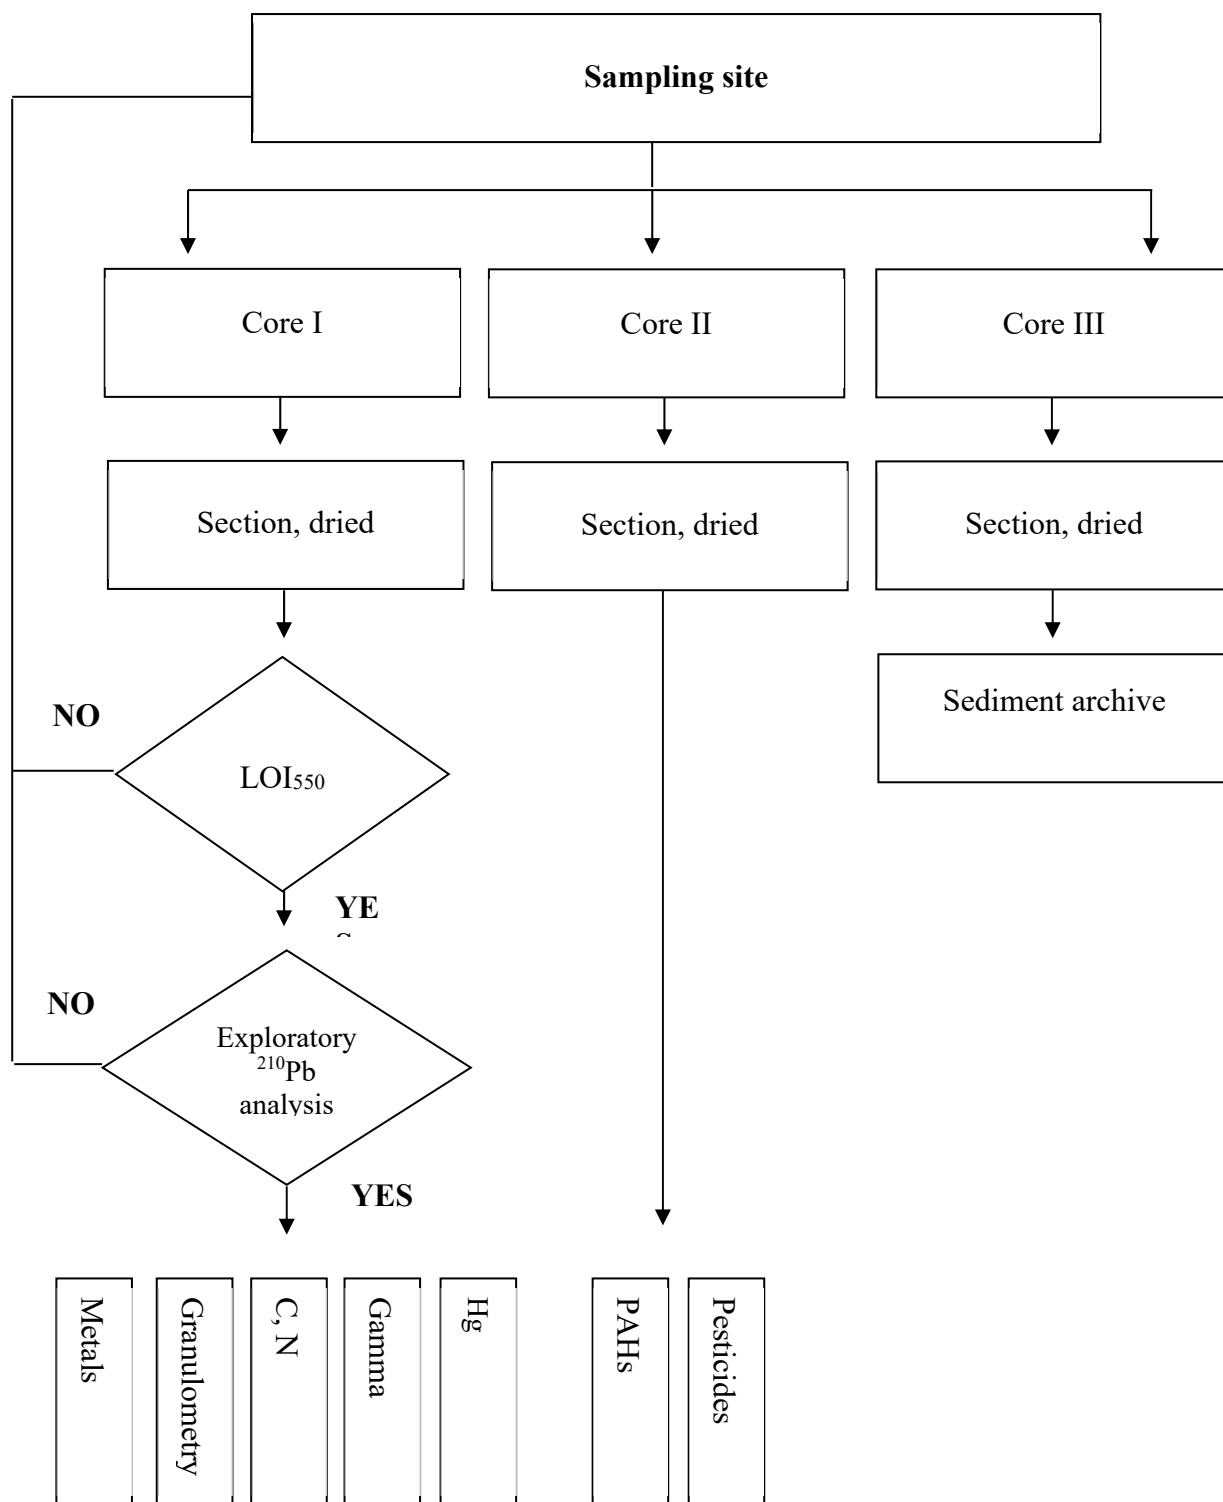 Sampling site
Core I
Core II
Core III
Section, dried
Section, dried
Section, dried
Sediment archive
NO
LOI550
YE
NO
Exploratory
210Pb
analysis
YES
Metals
Granulometry
C, N
Gamma
Hg
PAHs
Pesticides